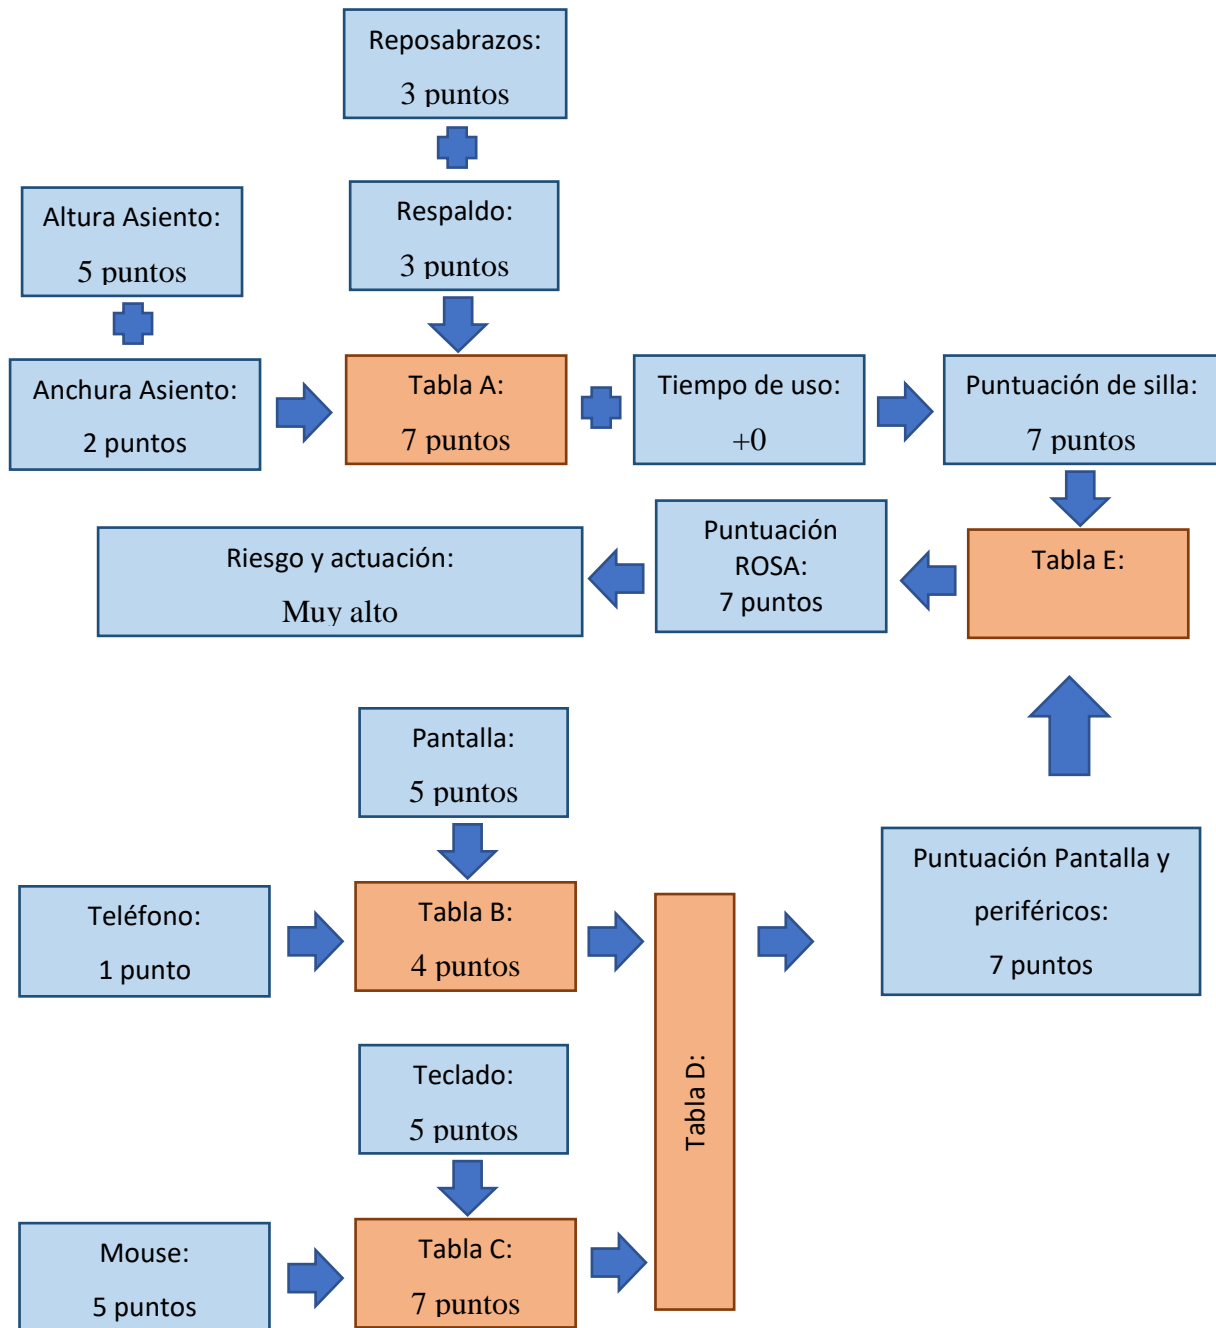 Reposabrazos:
3 puntos
Altura Asiento:
5 puntos
Respaldo:
3 puntos
Anchura Asiento:
2 puntos
Tabla A:
7 puntos
Tiempo de uso:
+0
Puntuación de silla:
7 puntos
Riesgo y actuación:
Muy alto
Puntuación
ROSA:
7 puntos
Tabla E:
Pantalla:
5 puntos
Teléfono:
1 punto
Tabla B:
4 puntos
Puntuación Pantalla y
periféricos:
7 puntos
Tabla D:
Teclado:
5 puntos
Mouse:
5 puntos
Tabla C:
7 puntos